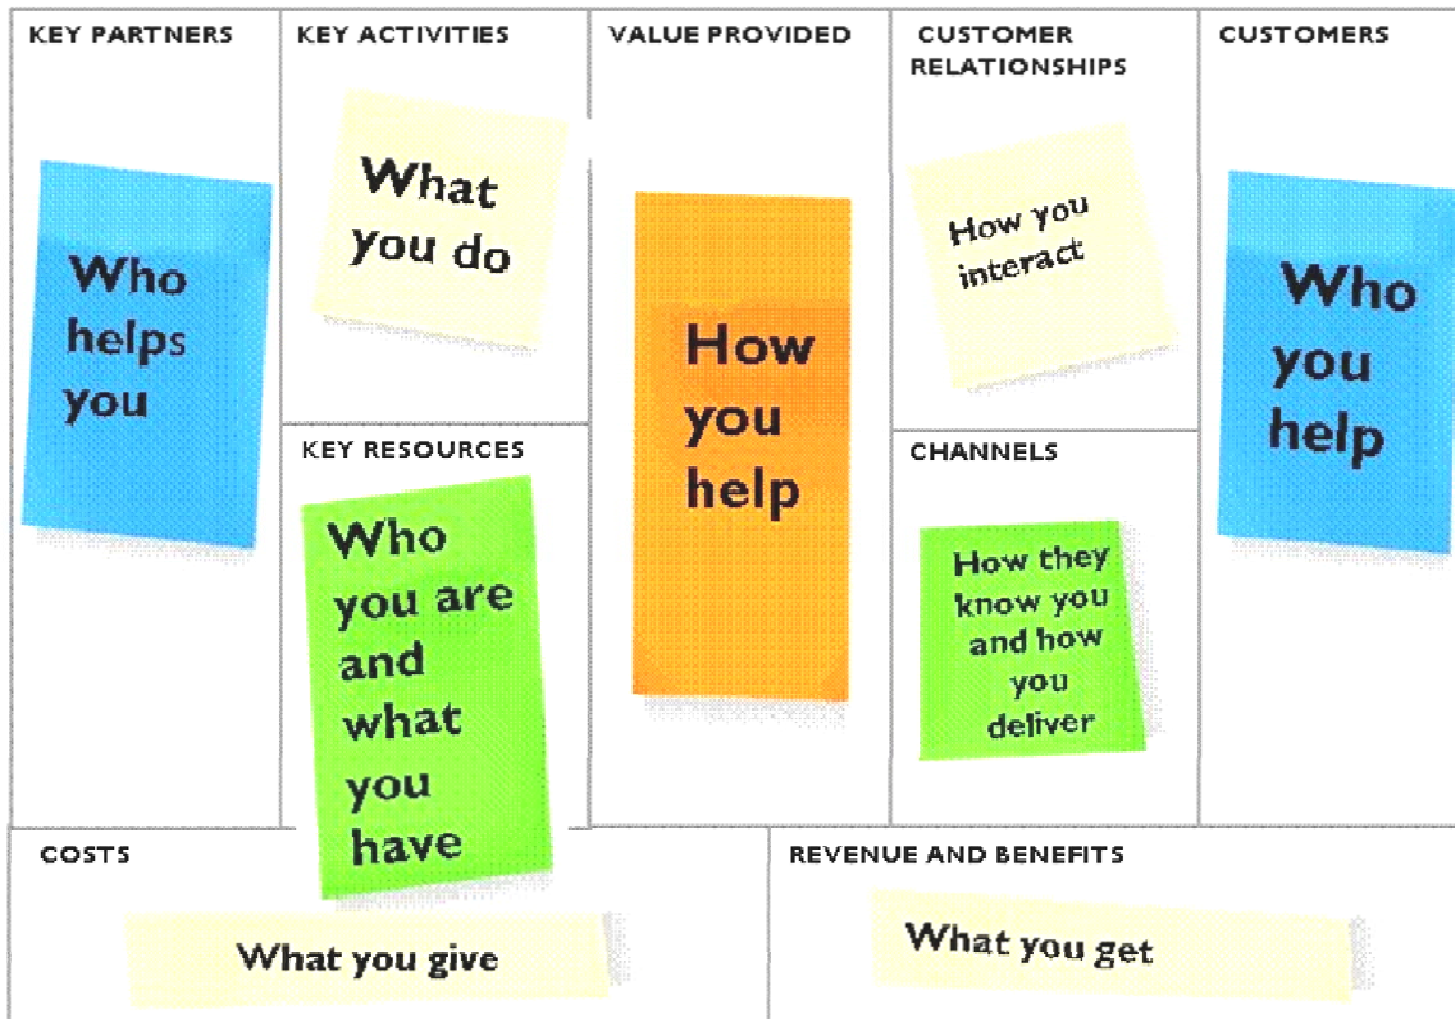 KEY PARTNERS
Who
helps
you
KEY ACTIVITIES
What
you do
KEY RESOURCES
Who
you are
and
what
you
have
VALUE PROVIDED
How
you
help
CUSTOMER
RELATIONSHIPS
How you
interact
CHANNELS
How they
know you
and how
you
deliver
CUSTOMERS
Who
you
help
COSTS
What you give
REVENUE AND BENEFITS
What you get